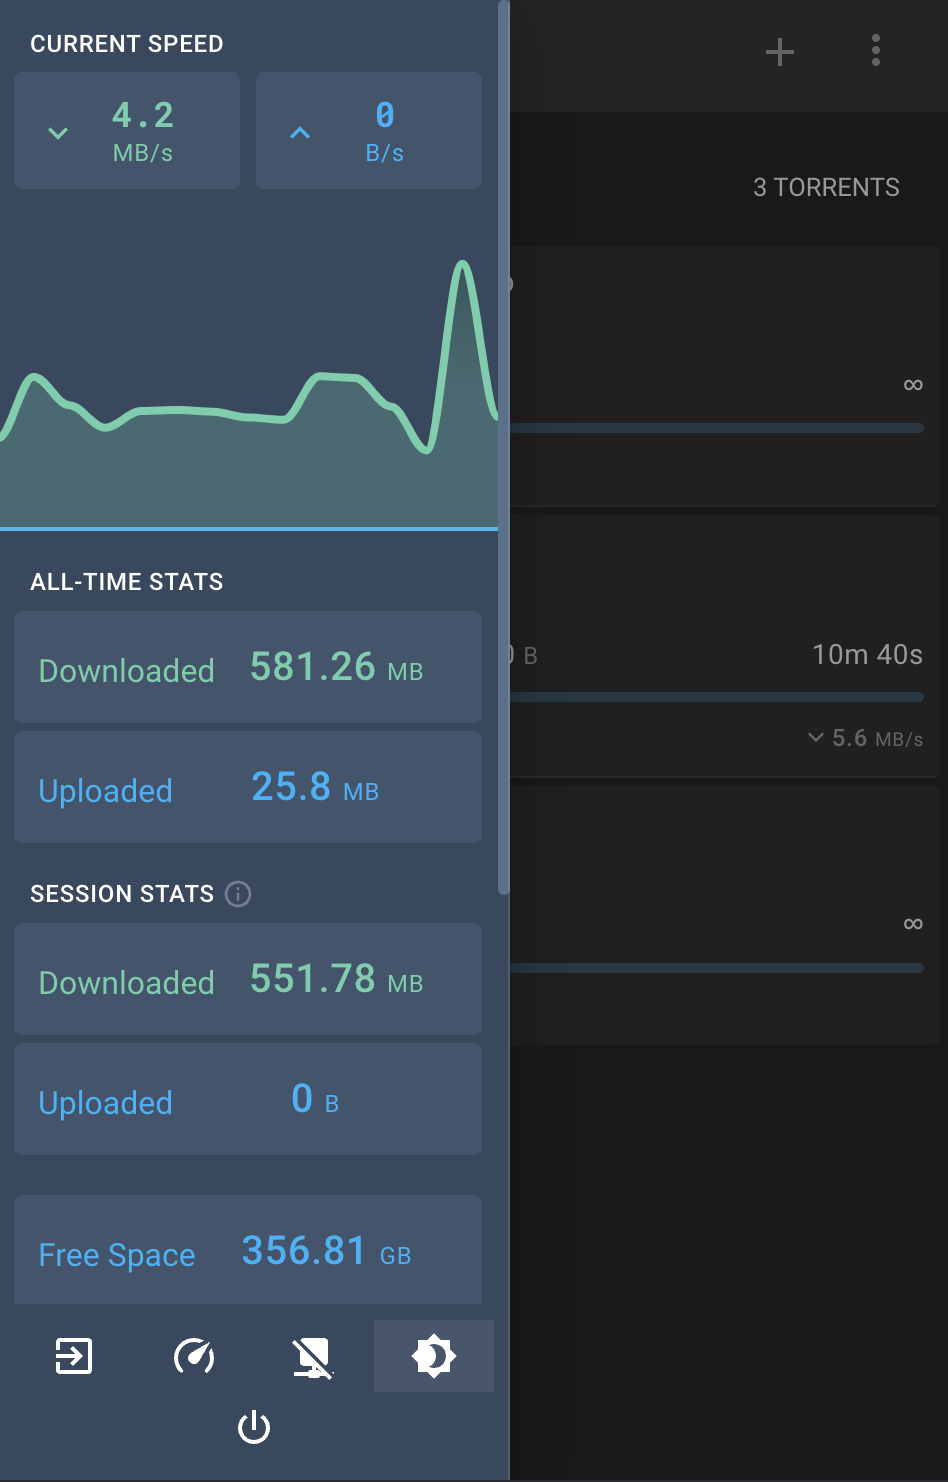 CURRENT SPEED
4.2
MB/s
0
B/s
3 TORRENTS
∞
B
10m 40s
5.6 MB/s
∞
ALL-TIME STATS
Downloaded 581.26 MB
Uploaded 25.8 MB
SESSION STATS
Downloaded 551.78 MB
Uploaded 0 B
Free Space 356.81 GB